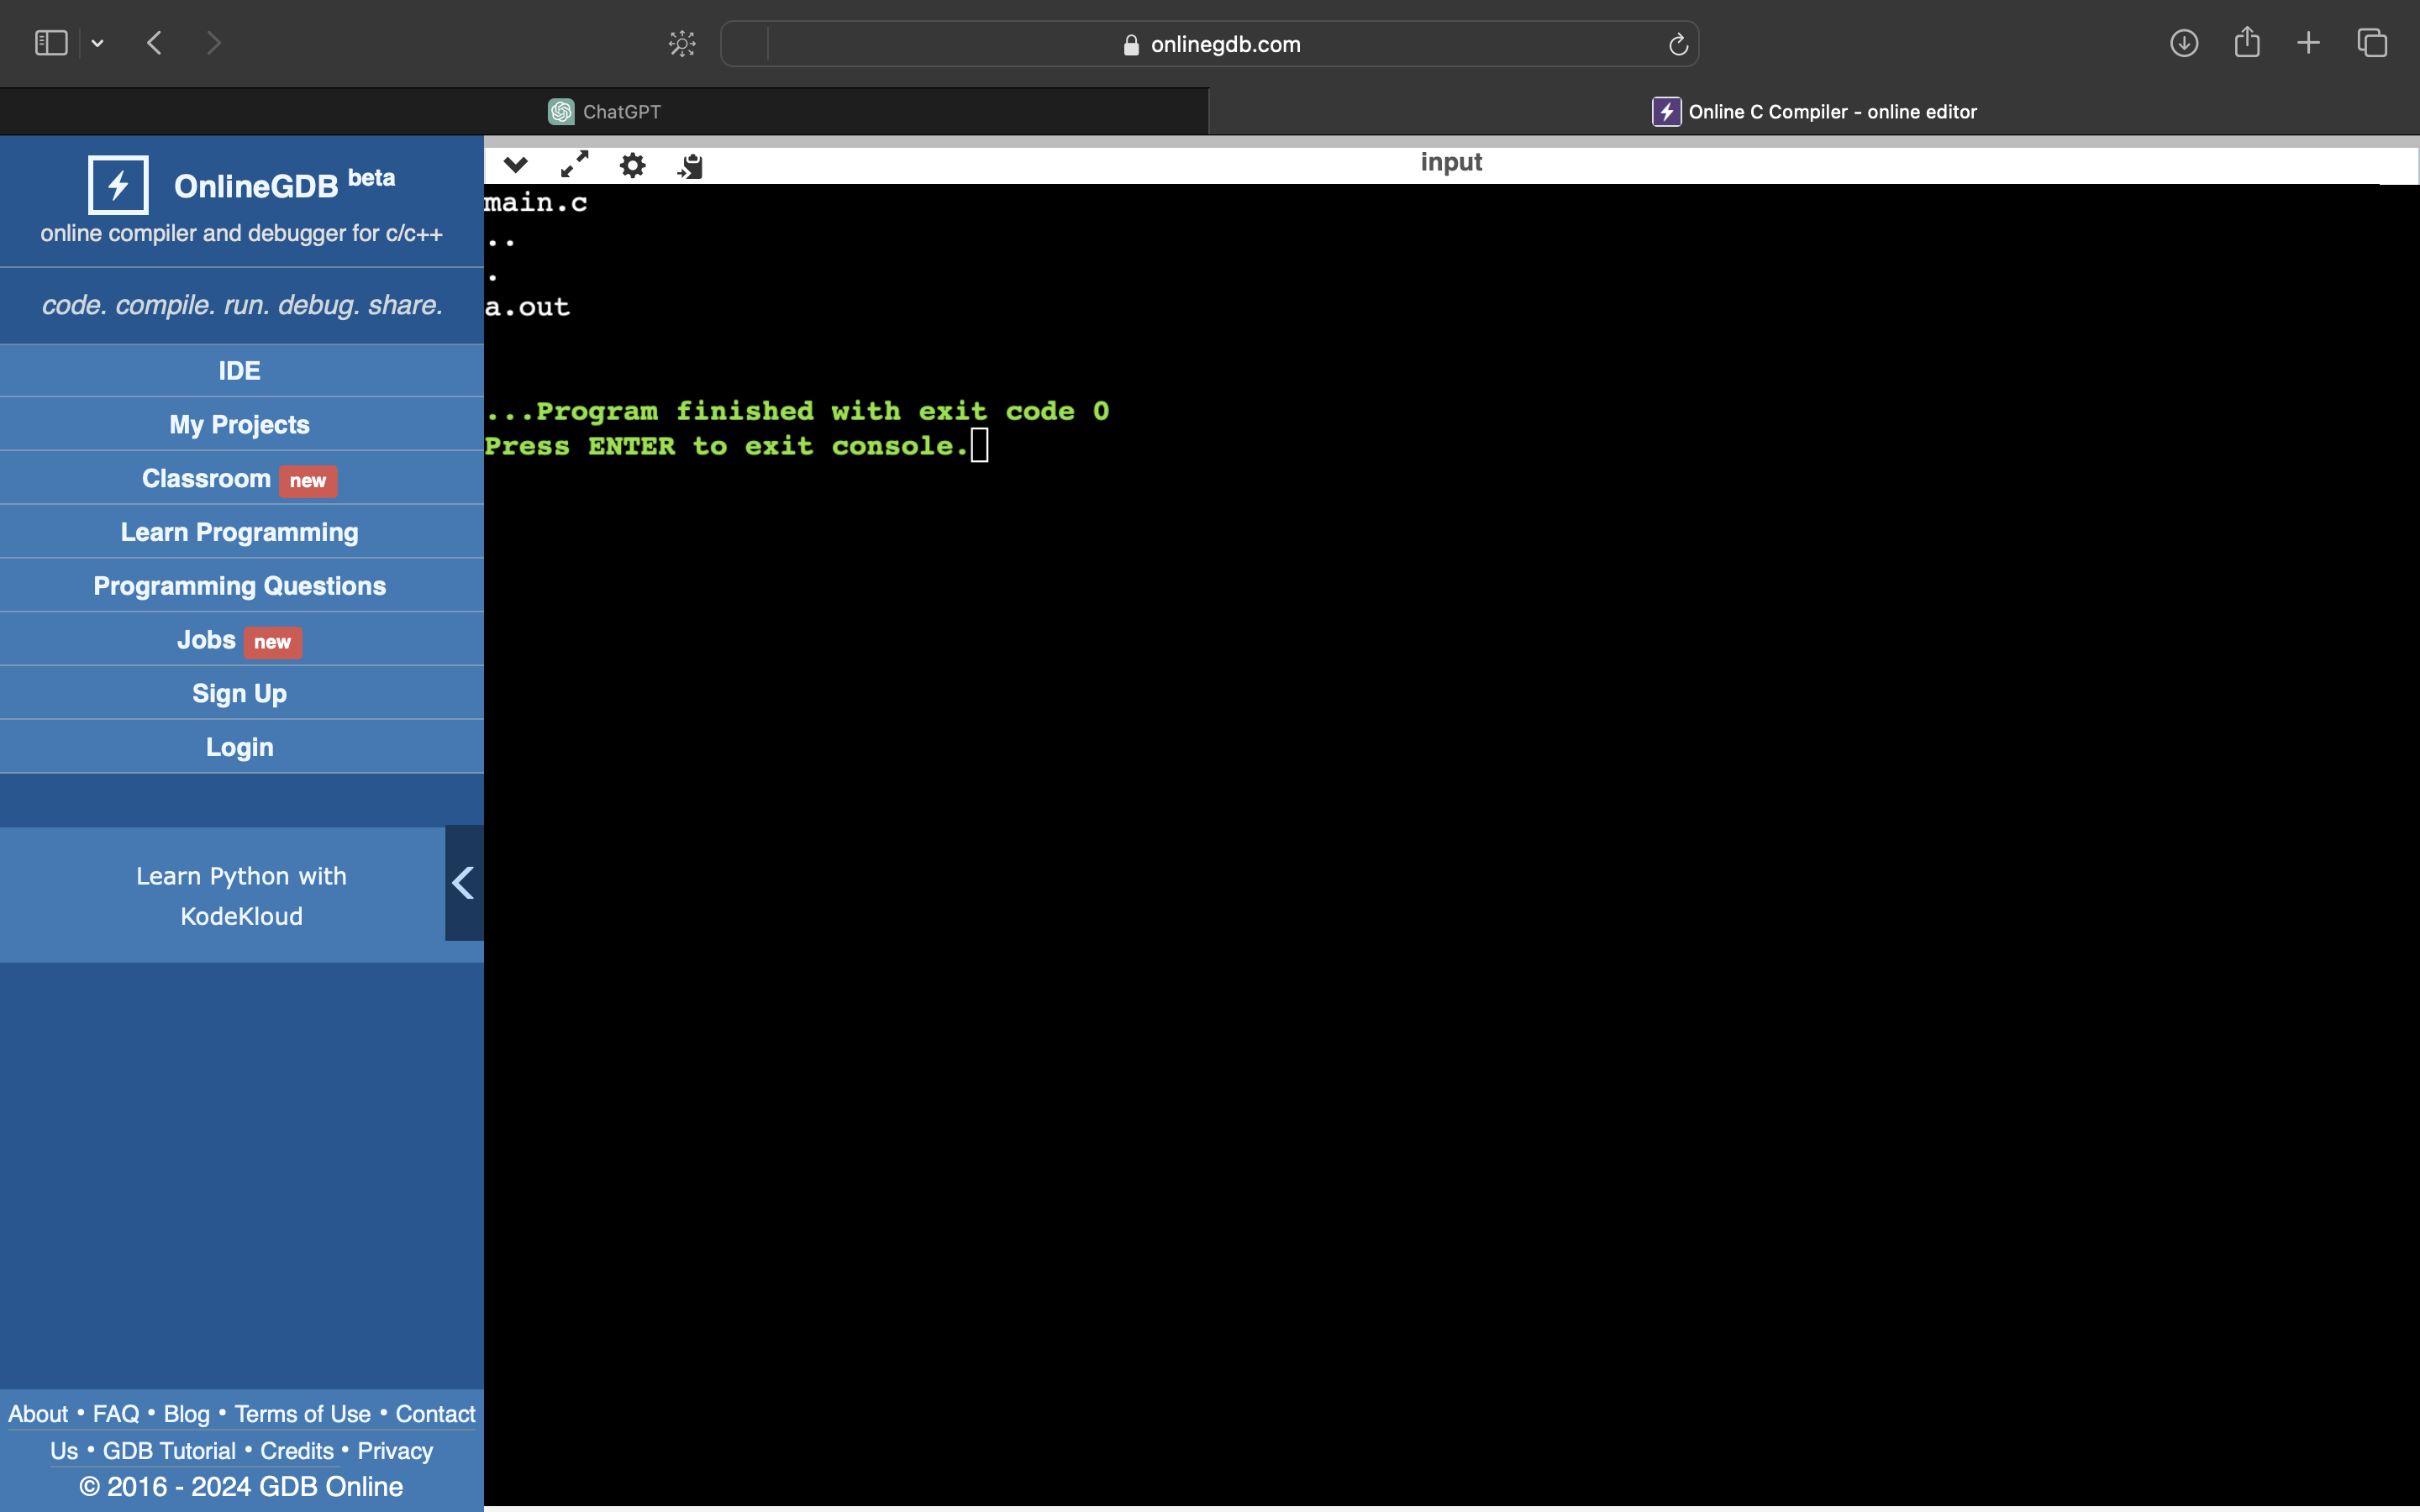 onlinegdb.com
ChatGPT
Online C Compiler - online editor
OnlineGDB beta
online compiler and debugger for c/c++
code. compile. run. debug. share.
IDE
My Projects
Classroom new
Learn Programming
Programming Questions
Jobs new
Sign Up
Login
Learn Python with
KodeKloud
About • FAQ • Blog • Terms of Use • Contact
Us • GDB Tutorial • Credits • Privacy
© 2016 - 2024 GDB Online
input
main.c
..
.
a.out
...Program finished with exit code 0
Press ENTER to exit console.